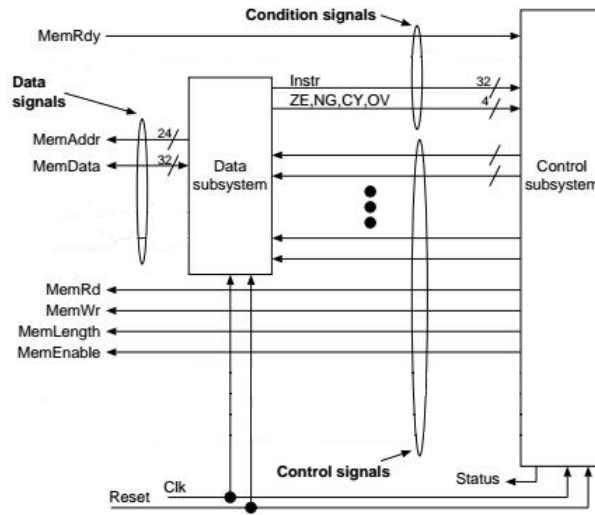 Condition signals
MemRdy
Data
signals
Instr
32
ZE,NG,CY,OV
4
MemAddr
24
MemData
32
Data
subsystem
Control
subsystem
MemRd
MemWr
MemLength
MemEnable
Control signals
Status
Clk
Reset